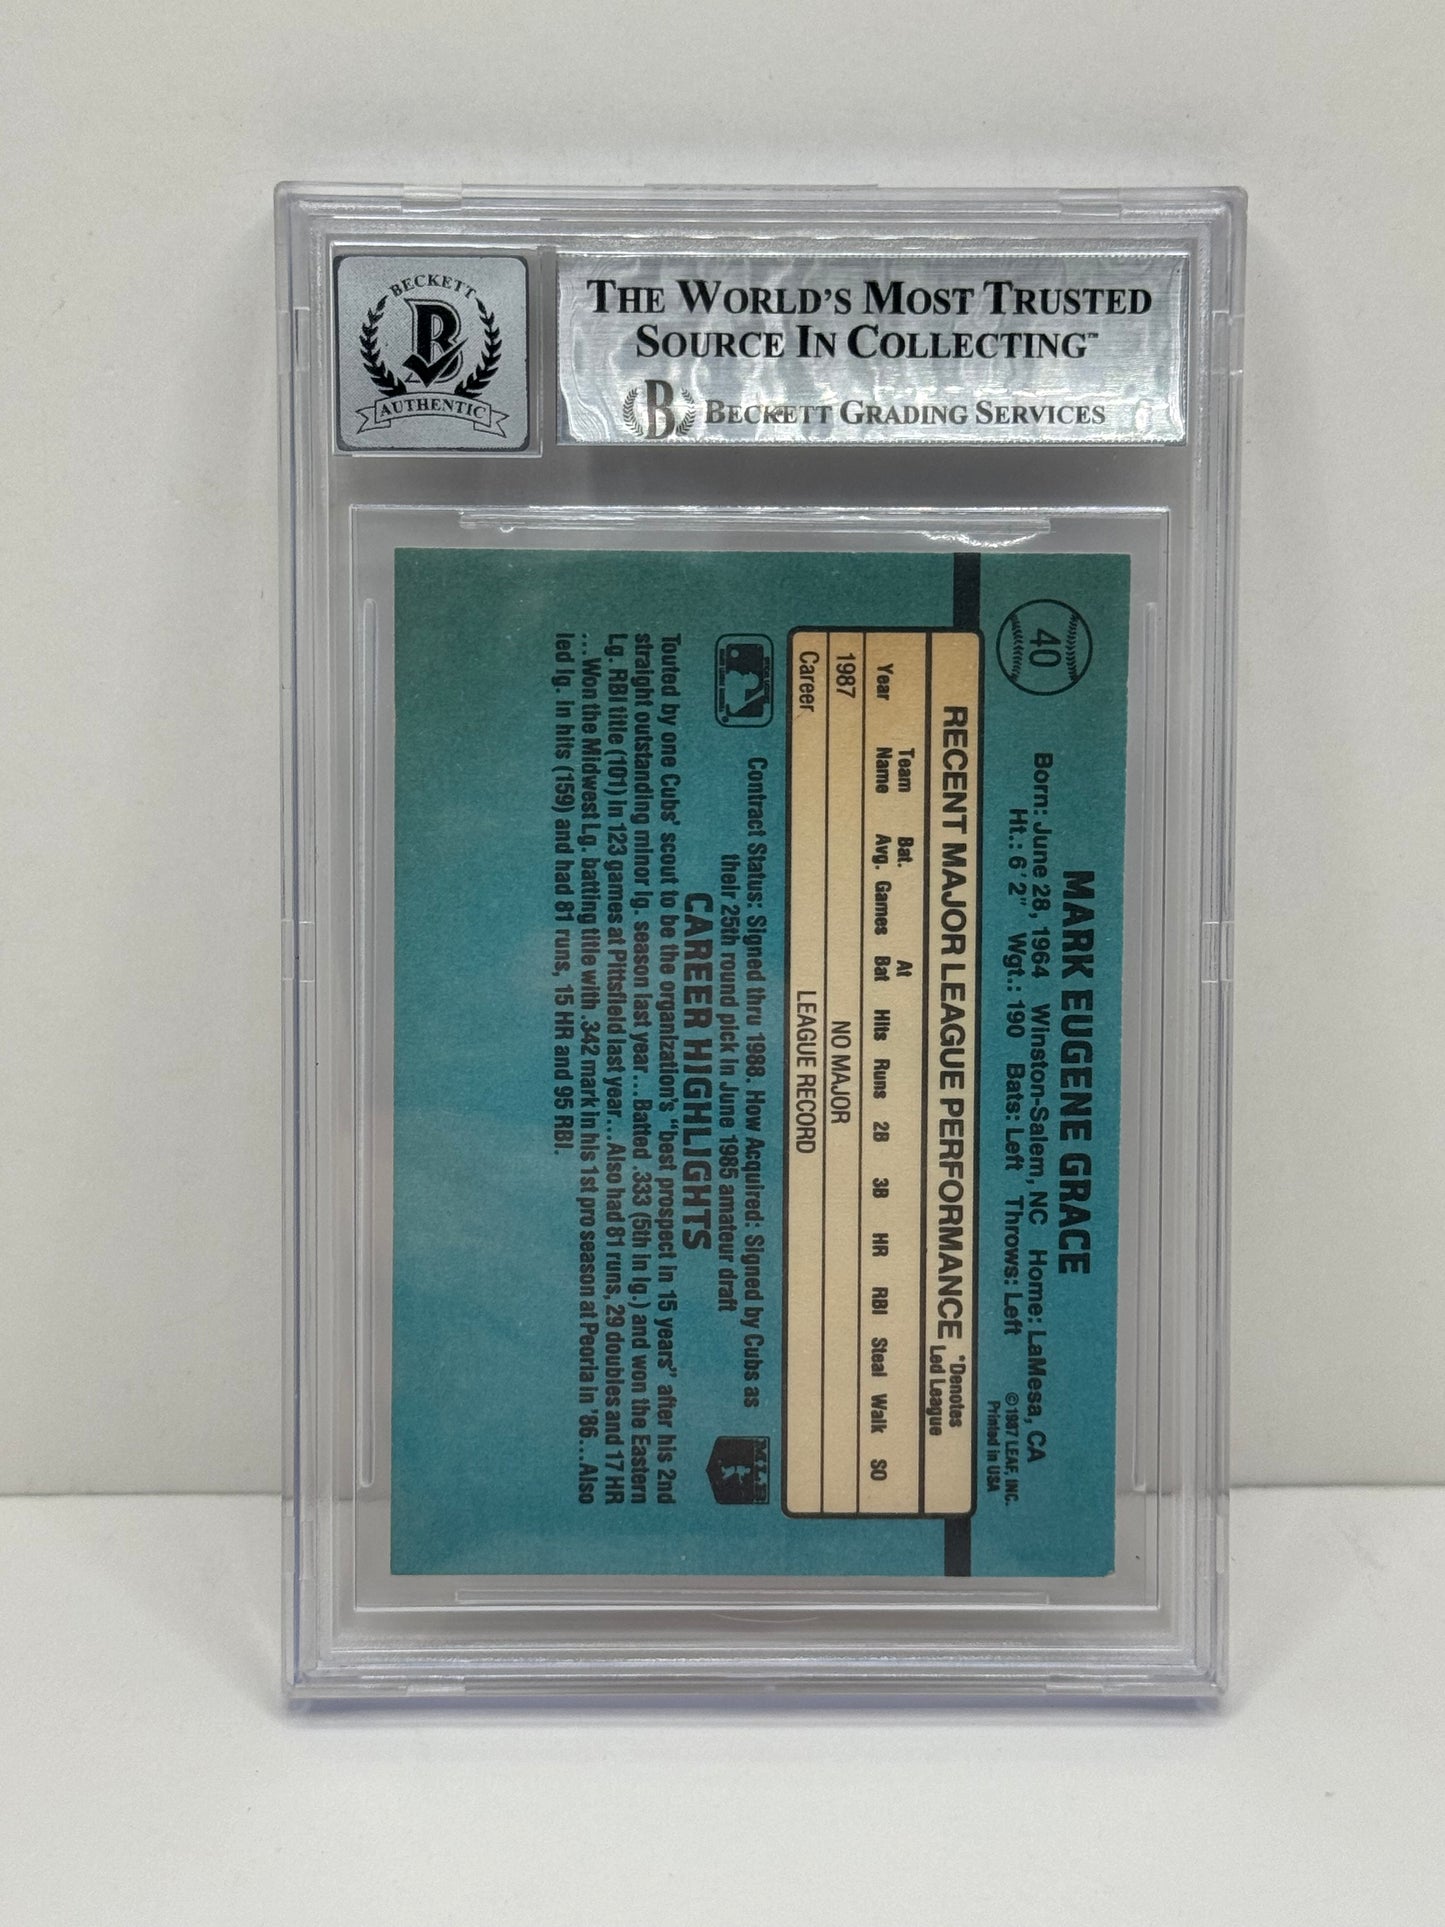 BECKETT
B
AUTHENTIC
THE WORLD'S MOST TRUSTED
SOURCE IN COLLECTING™
B BECKETT GRADING SERVICES
40
MARK EUGENE GRACE
Born: June 28, 1964 Winston-Salem, NC Home: LaMesa, CA
Ht.: 6' 2" Wgt.: 190 Bats: Left Throws: Left
©1987 LEAF, INC.
Printed in USA
RECENT MAJOR LEAGUE PERFORMANCE
*Denotes
Led League
Year Team Name Bat. Avg. Games At Bat Hits Runs 2B 3B HR RBI Steal Walk SO
1987 NO MAJOR
Career LEAGUE RECORD
Contract Status: Signed thru 1988. How Acquired: Signed by Cubs as
their 25th round pick in June 1985 amateur draft
MLB
CAREER HIGHLIGHTS
Touted by one Cubs' scout to be the organization's "best prospect in 15 years" after his 2nd
straight outstanding minor lg. season last year...Batted .333 (5th in lg.) and won the Eastern
Lg. RBI title (101) in 123 games at Pittsfield last year...Also had 81 runs, 29 doubles and 17 HR
...Won the Midwest Lg. batting title with .342 mark in his 1st pro season at Peoria in '86...Also
led lg. in hits (159) and had 81 runs, 15 HR and 95 RBI.